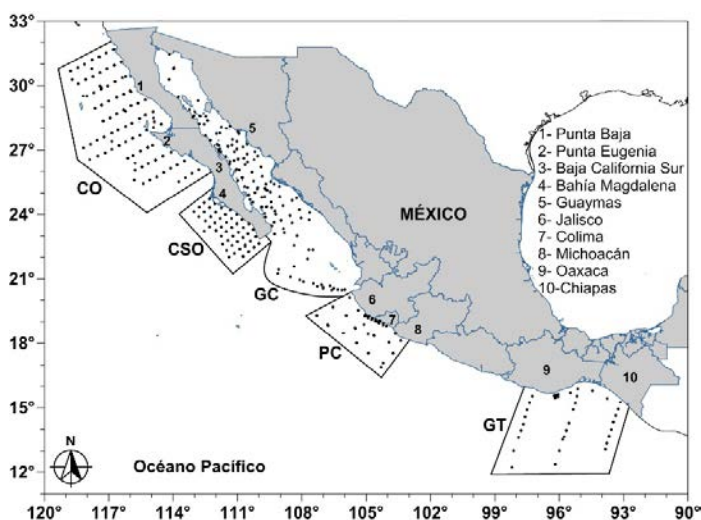 33°
30°
27°
24°
21°
18°
15°
12°
120°
117°
114°
111°
108°
105°
102°
99°
96°
93°
90°
1
2
3
4
5
6
7
8
9
10
CO
CSO
GC
PC
GT
MÉXICO
1- Punta Baja
2- Punta Eugenia
3- Baja California Sur
4- Bahía Magdalena
5- Guaymas
6- Jalisco
7- Colima
8- Michoacán
9- Oaxaca
10-Chiapas
N
Océano Pacífico